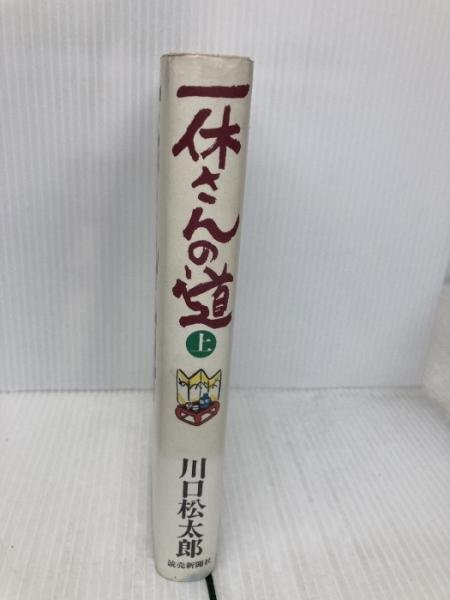 一休さんの道
上
川口松太郎
読売新聞社